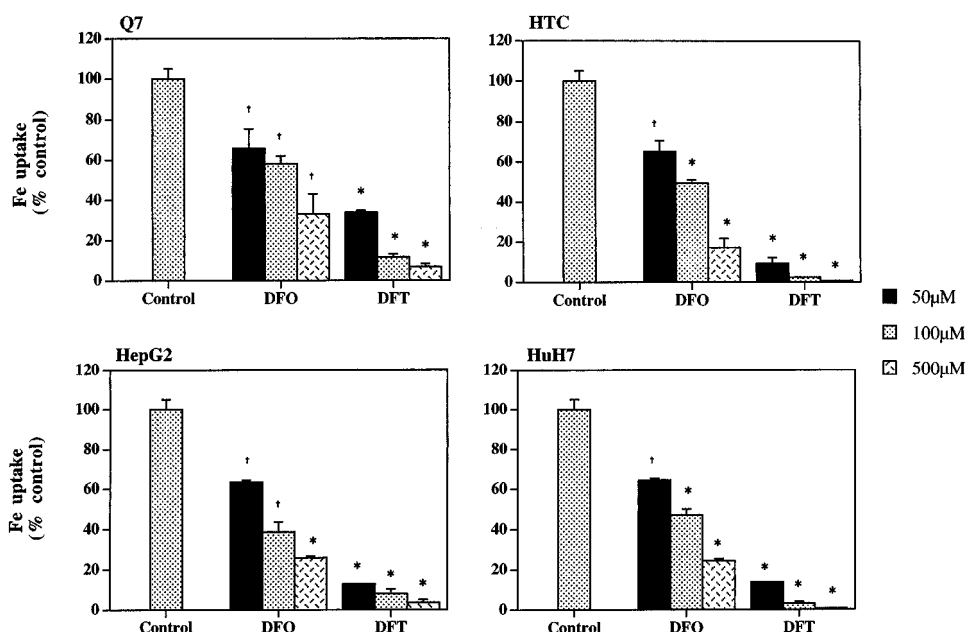 Q7
120
100
80
60
40
20
0
Fe uptake
(% control)
† † † * * *
Control DFO DFT
HTC
120
100
80
60
40
20
0
† * * * * *
Control DFO DFT
50µM
100µM
500µM
HepG2
120
100
80
60
40
20
0
Fe uptake
(% control)
† † * * * *
Control DFO DFT
HuH7
120
100
80
60
40
20
0
† * * * * *
Control DFO DFT